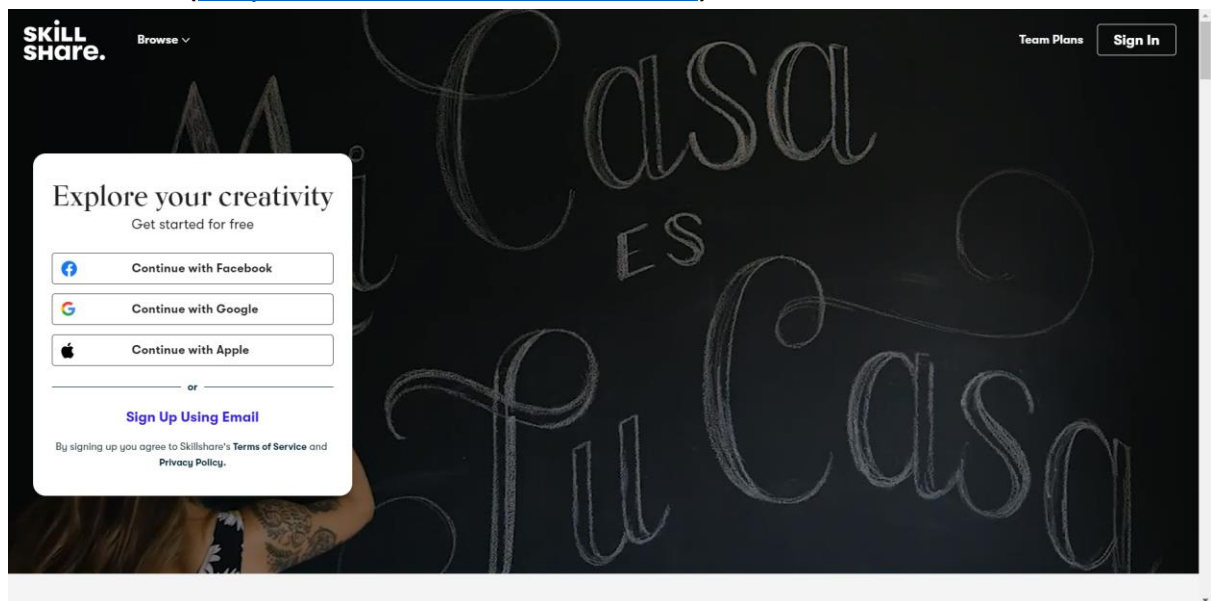 SKILL
SHARE.
Browse
Team Plans
Sign In
Mi Casa
ES
Tu Casa
Explore your creativity
Get started for free
Continue with Facebook
Continue with Google
Continue with Apple
or
Sign Up Using Email
By signing up you agree to Skillshare's Terms of Service and
Privacy Policy.